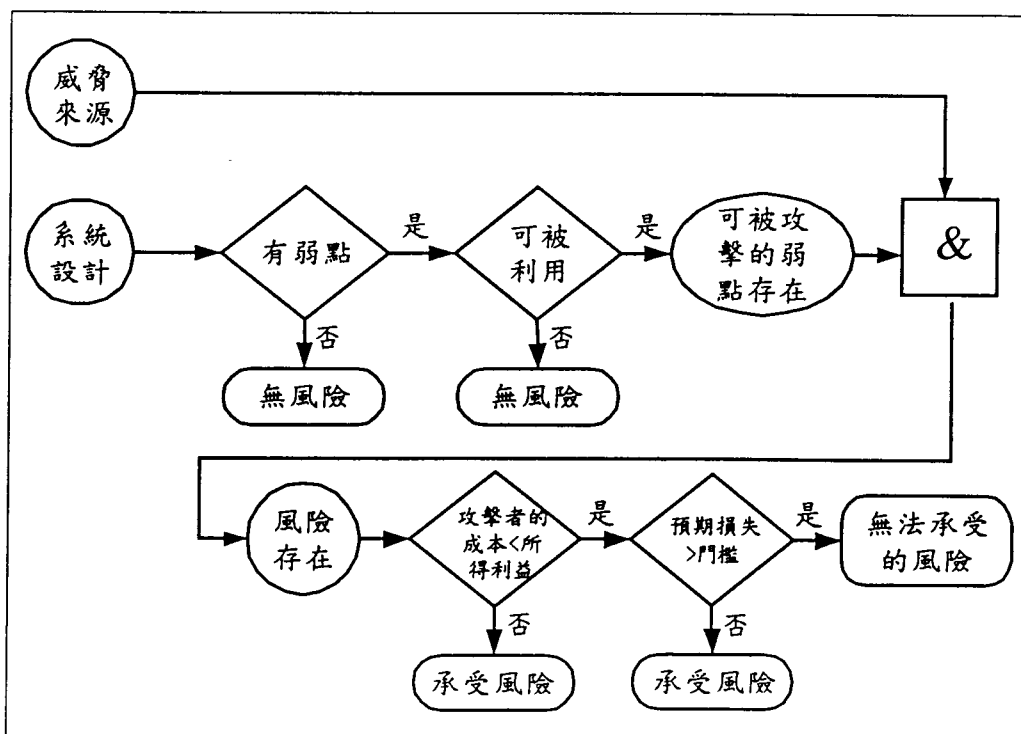 威脅
來源
系統
設計
有弱點
是
可被
利用
是
可被攻
擊的弱
點存在
&
否
否
無風險
無風險
風險
存在
攻擊者的
成本<所
得利益
是
預期損失
>門檻
是
無法承受
的風險
否
否
承受風險
承受風險